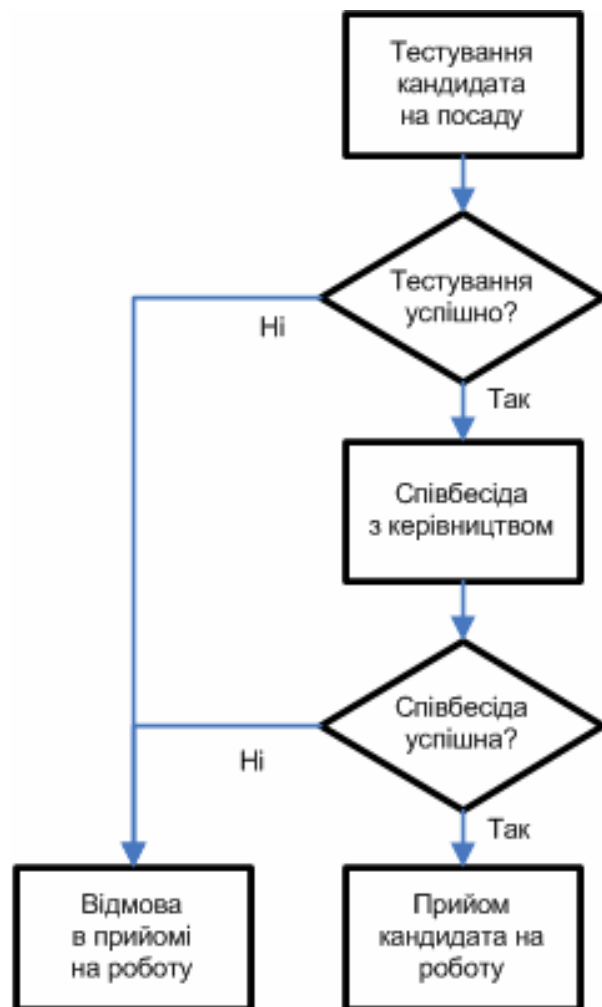 Тестування
кандидата
на посаду
Тестування
успішно?
Ні
Так
Співбесіда
з керівництвом
Співбесіда
успішна?
Ні
Так
Відмова
в прийомі
на роботу
Прийом
кандидата на
роботу